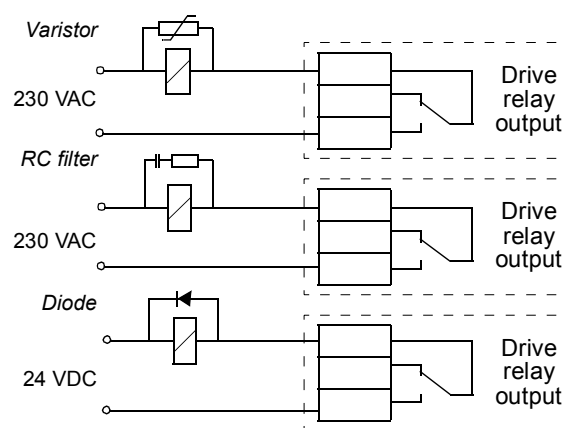 Varistor
230 VAC
Drive
relay
output
RC filter
230 VAC
Drive
relay
output
Diode
24 VDC
Drive
relay
output